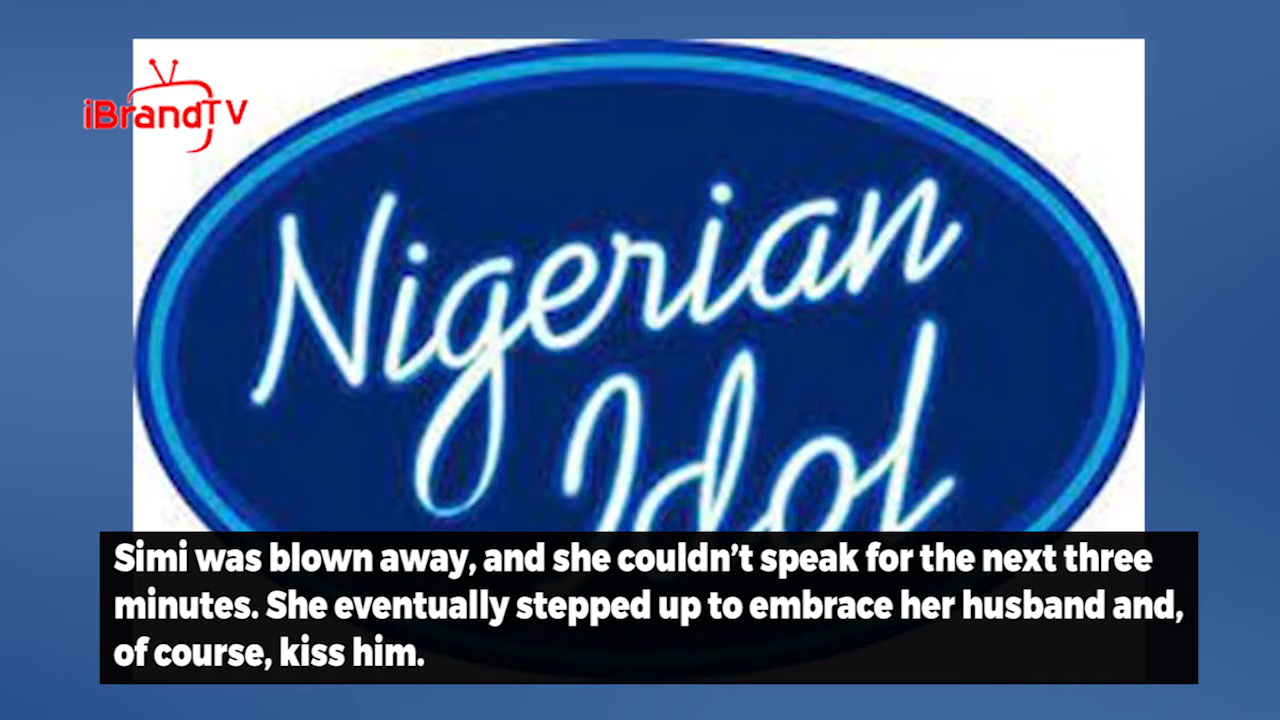 iBrandTV
Nigerian
Idol
Simi was blown away, and she couldn’t speak for the next three
minutes. She eventually stepped up to embrace her husband and,
of course, kiss him.